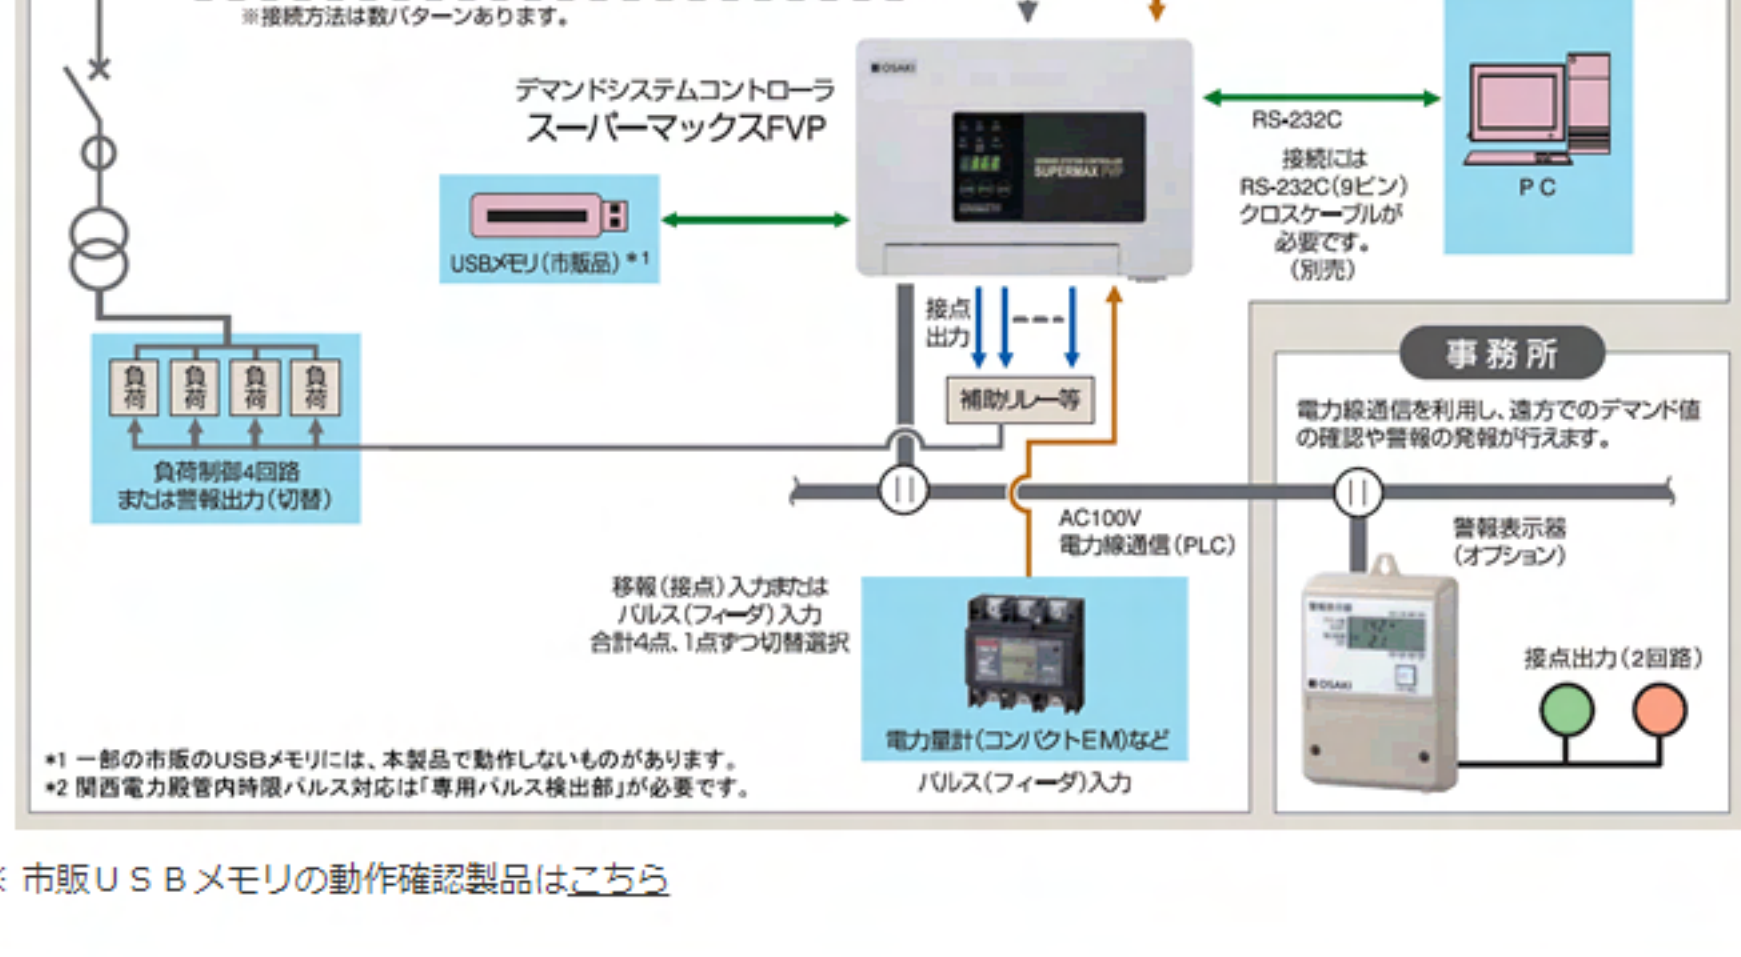 ※接続方法は数パターンあります。
デマンドシステムコントローラ
スーパーマックスFVP
OSAKI
SUPERMAX FVP
RS-232C
接続には
RS-232C(9ピン)
クロスケーブルが
必要です。
(別売)
PC
USBメモリ(市販品)*1
接点
出力
補助リレー等
負荷
負荷
負荷
負荷
負荷制御4回路
または警報出力(切替)
事務所
電力線通信を利用し、遠方でのデマンド値
の確認や警報の発報が行えます。
AC100V
電力線通信(PLC)
警報表示器
(オプション)
移報(接点)入力または
パルス(フィーダ)入力
合計4点、1点ずつ切替選択
電力量計(コンパクトEM)など
パルス(フィーダ)入力
警報表示器
OSAKI
接点出力(2回路)
*1 一部の市販のUSBメモリには、本製品で動作しないものがあります。
*2 関西電力殿管内時限パルス対応は「専用パルス検出部」が必要です。
※ 市販ＵＳＢメモリの動作確認製品はこちら